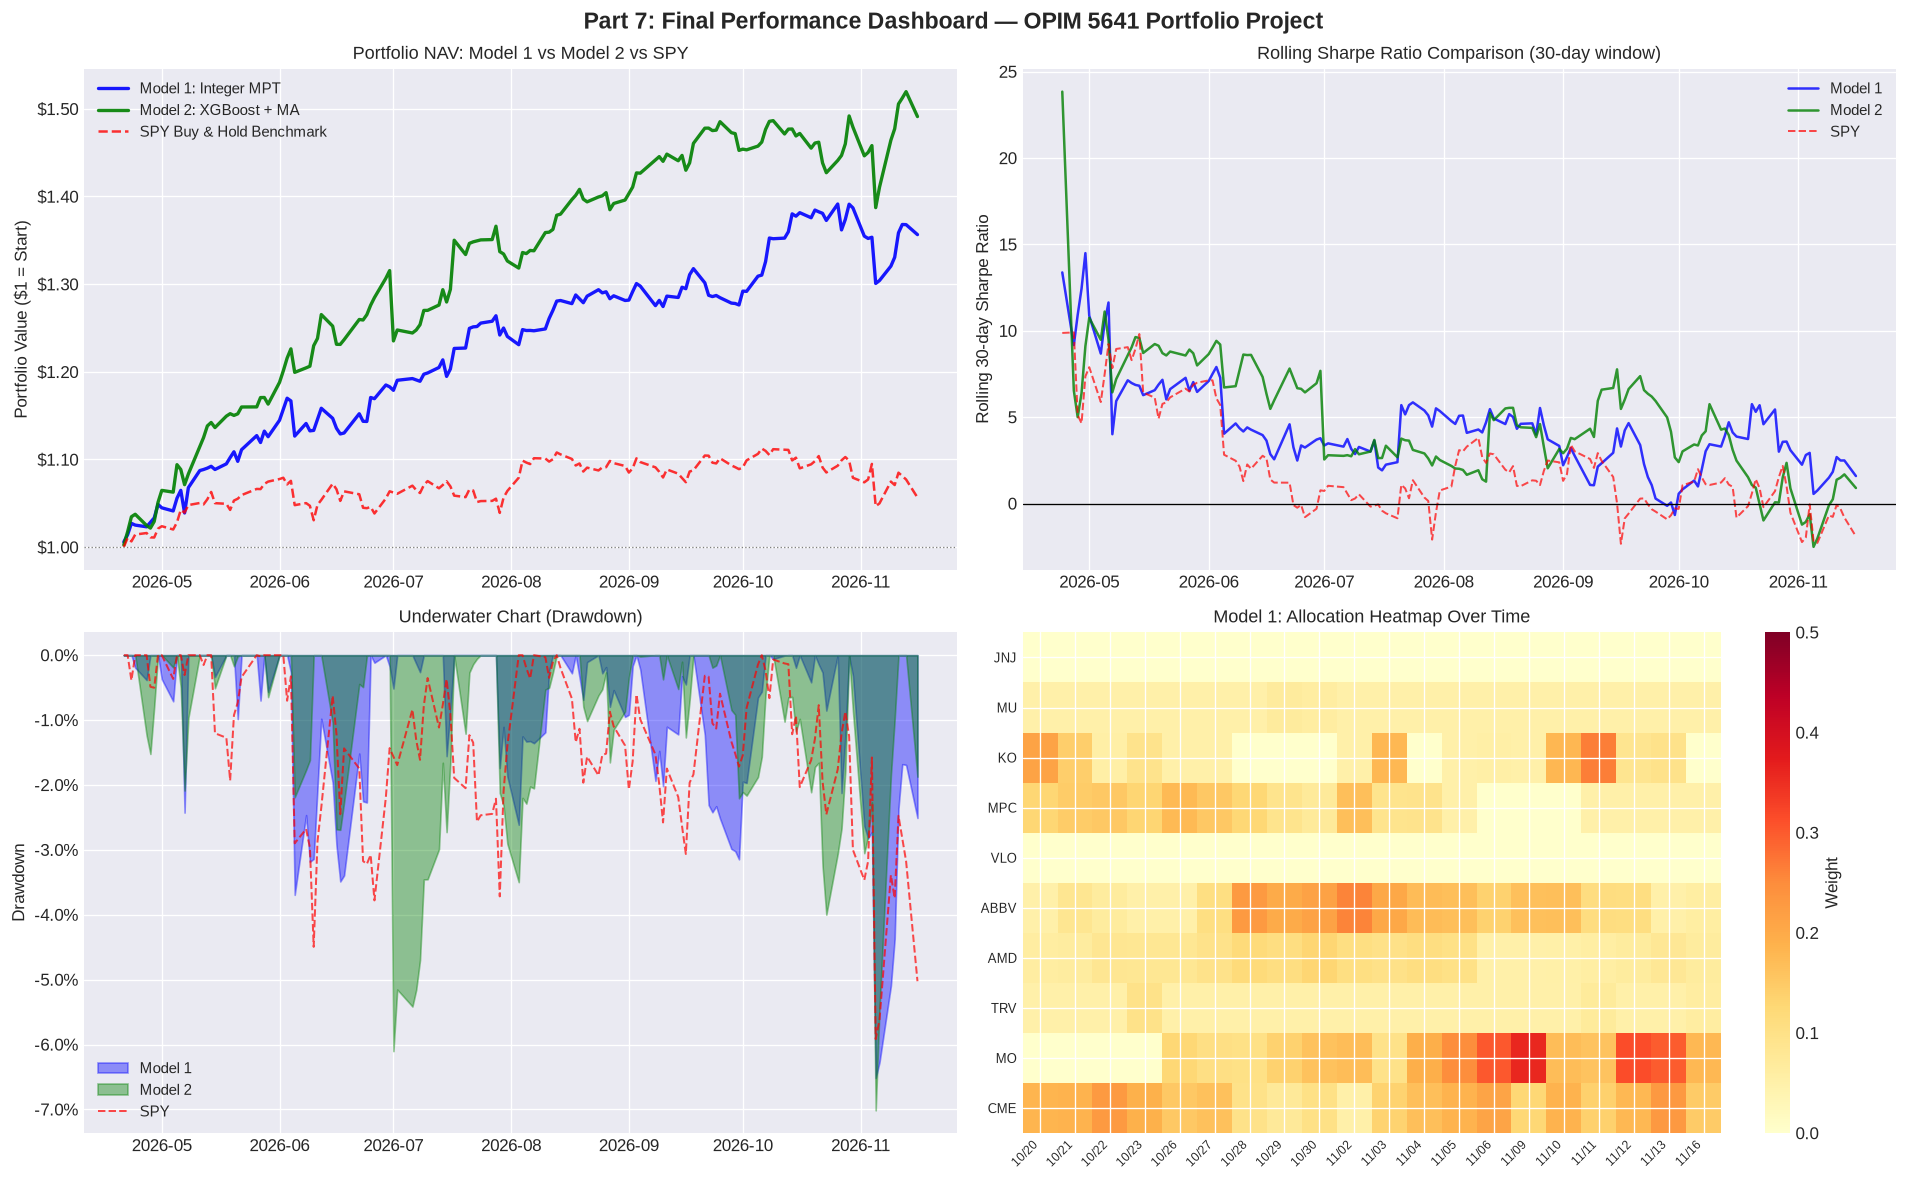 Part 7: Final Performance Dashboard — OPIM 5641 Portfolio Project
Portfolio NAV: Model 1 vs Model 2 vs SPY
Portfolio Value ($1 = Start)
$1.50
$1.40
$1.30
$1.20
$1.10
$1.00
Model 1: Integer MPT
Model 2: XGBoost + MA
SPY Buy & Hold Benchmark
2026-05 2026-06 2026-07 2026-08 2026-09 2026-10 2026-11
Rolling Sharpe Ratio Comparison (30-day window)
Rolling 30-day Sharpe Ratio
25
20
15
10
5
0
Model 1
Model 2
SPY
2026-05 2026-06 2026-07 2026-08 2026-09 2026-10 2026-11
Underwater Chart (Drawdown)
Drawdown
0.0%
-1.0%
-2.0%
-3.0%
-4.0%
-5.0%
-6.0%
-7.0%
Model 1
Model 2
SPY
2026-05 2026-06 2026-07 2026-08 2026-09 2026-10 2026-11
Model 1: Allocation Heatmap Over Time
JNJ
MU
KO
MPC
VLO
ABBV
AMD
TRV
MO
CME
10/20 10/21 10/22 10/23 10/26 10/27 10/28 10/29 10/30 11/02 11/03 11/04 11/05 11/06 11/09 11/10 11/11 11/12 11/13 11/16
0.5
0.4
0.3
0.2
0.1
0.0
Weight